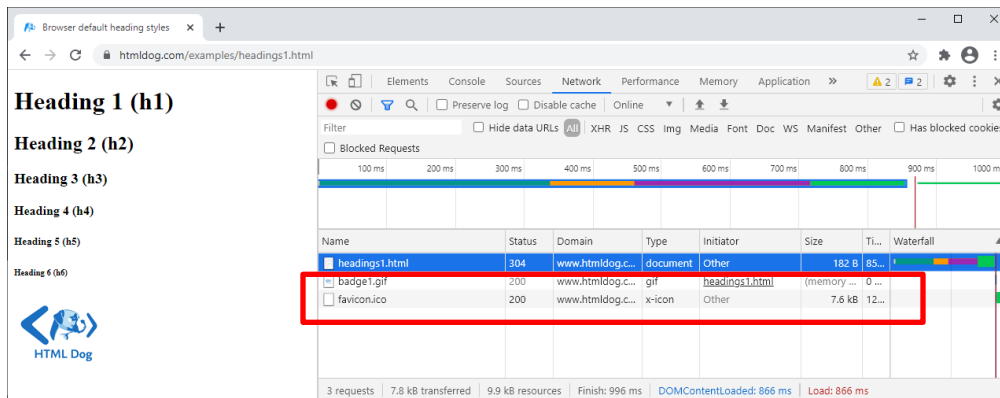 Browser default heading styles
htmldog.com/examples/headings1.html
Heading 1 (h1)
Heading 2 (h2)
Heading 3 (h3)
Heading 4 (h4)
Heading 5 (h5)
Heading 6 (h6)
HTML Dog
Elements Console Sources Network Performance Memory Application 2 2
Preserve log Disable cache Online
Filter Hide data URLs All XHR JS CSS Img Media Font Doc WS Manifest Other Has blocked cookies
Blocked Requests
100 ms 200 ms 300 ms 400 ms 500 ms 600 ms 700 ms 800 ms 900 ms 1000 m
Name Status Domain Type Initiator Size Ti... Waterfall
headings1.html 304 www.htmldog.c... document Other 182 B 85...
badge1.gif 200 www.htmldog.c... gif headings1.html (memory ... 0 ...
favicon.ico 200 www.htmldog.c... x-icon Other 7.6 kB 12...
3 requests 7.8 kB transferred 9.9 kB resources Finish: 996 ms DOMContentLoaded: 866 ms Load: 866 ms